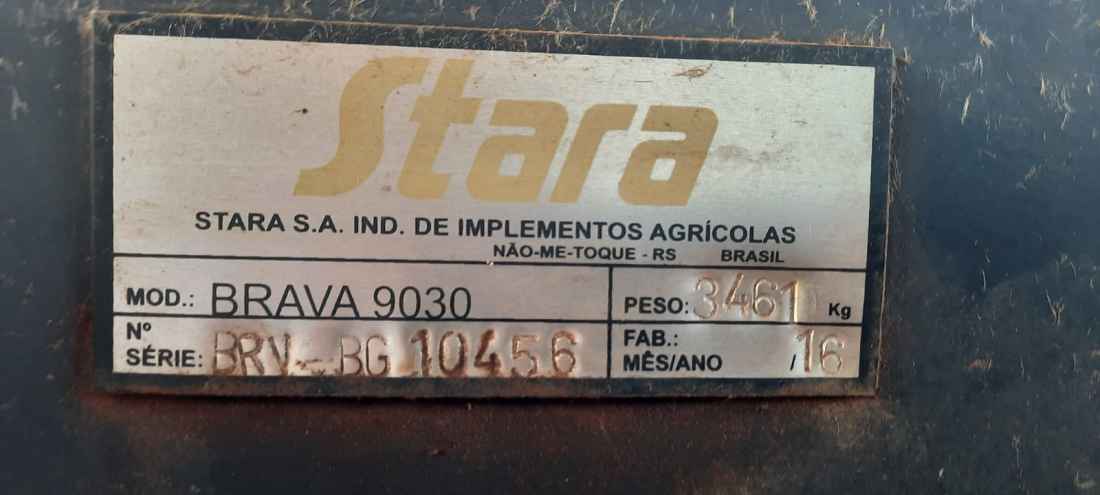 Stara
STARA S.A. IND. DE IMPLEMENTOS AGRÍCOLAS
NÃO-ME-TOQUE - RS BRASIL
MOD.: BRAVA 9030
PESO: 3461 Kg
Nº SÉRIE: BRV-BG 10456
FAB.: MÊS/ANO /16